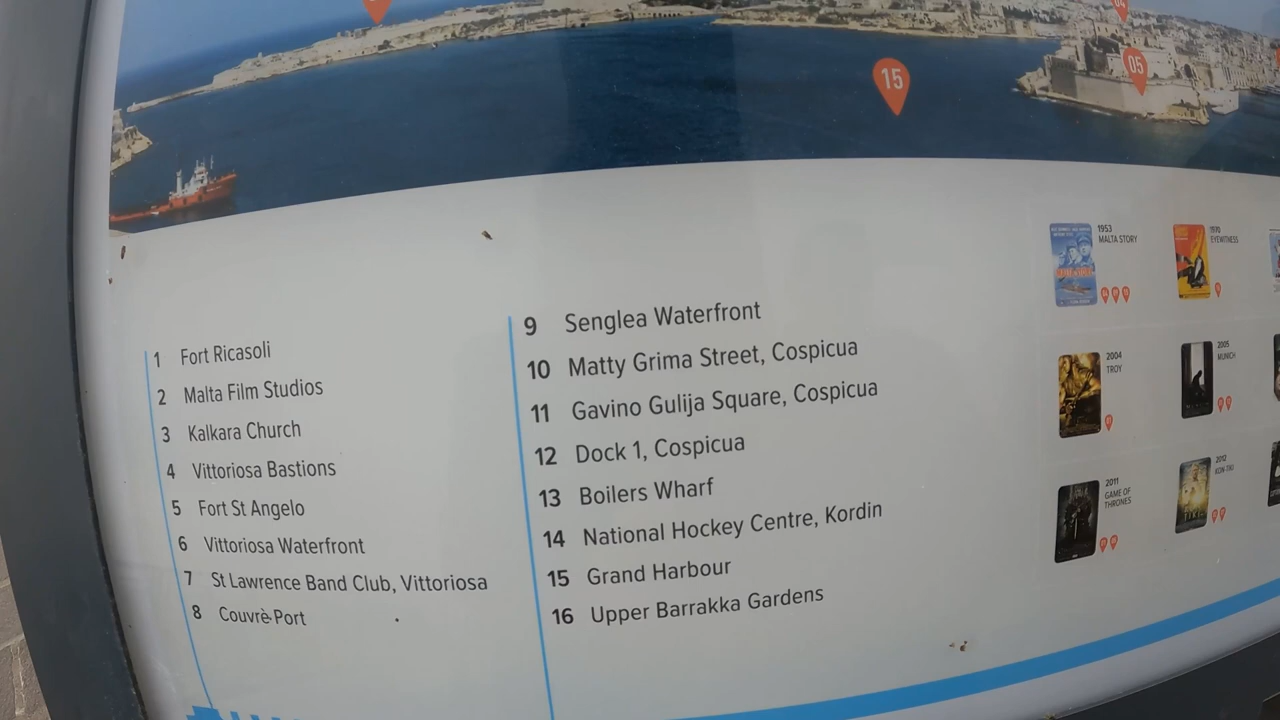 04
05
15
1 Fort Ricasoli
2 Malta Film Studios
3 Kalkara Church
4 Vittoriosa Bastions
5 Fort St Angelo
6 Vittoriosa Waterfront
7 St Lawrence Band Club, Vittoriosa
8 Couvrè Port
9 Senglea Waterfront
10 Matty Grima Street, Cospicua
11 Gavino Gulija Square, Cospicua
12 Dock 1, Cospicua
13 Boilers Wharf
14 National Hockey Centre, Kordin
15 Grand Harbour
16 Upper Barrakka Gardens
1953
MALTA STORY
1970
EYEWITNESS
2004
TROY
2005
MUNICH
2011
GAME OF
THRONES
2012
KON-TIKI